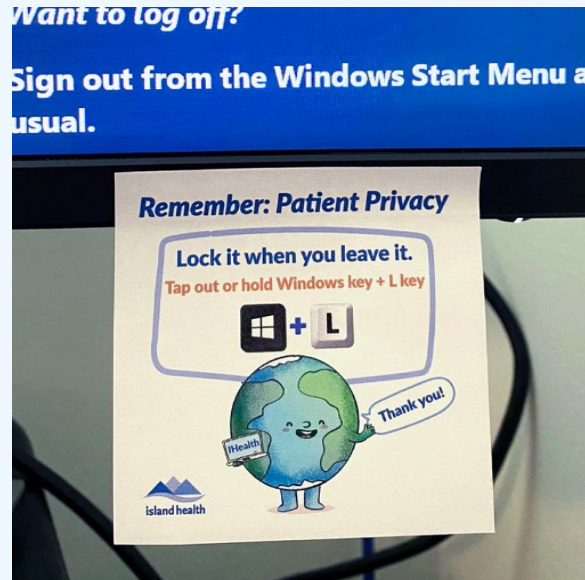 Want to log off?
Sign out from the Windows Start Menu a
usual.
Remember: Patient Privacy
Lock it when you leave it.
Tap out or hold Windows key + L key
+ L
Thank you!
IHealth
island health